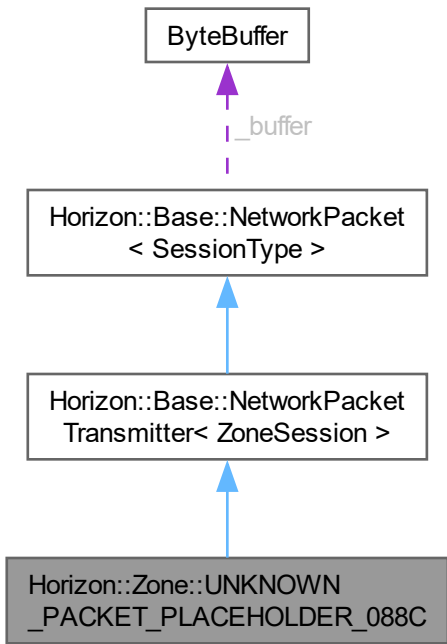 ByteBuffer
_buffer
Horizon::Base::NetworkPacket
< SessionType >
Horizon::Base::NetworkPacket
Transmitter< ZoneSession >
Horizon::Zone::UNKNOWN
_PACKET_PLACEHOLDER_088C